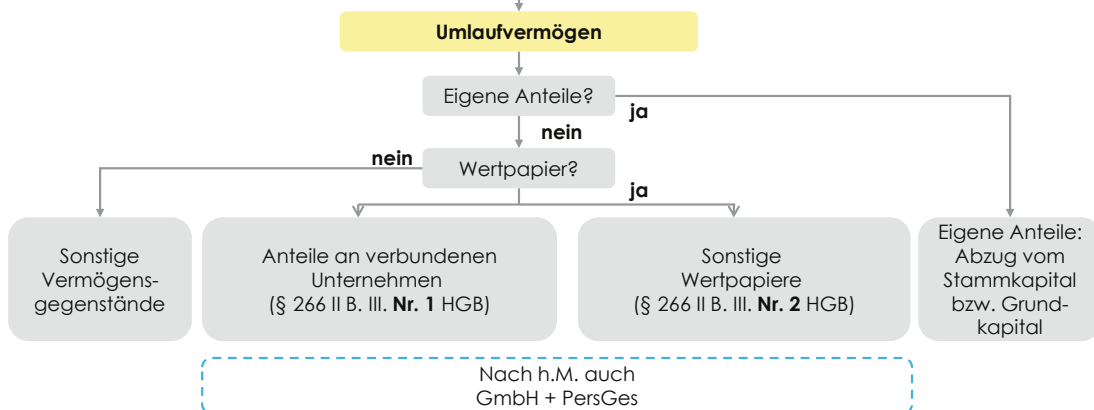 Umlaufvermögen
Eigene Anteile?
ja
nein
nein
Wertpapier?
ja
Sonstige
Vermögens-
gegenstände
Anteile an verbundenen
Unternehmen
(§ 266 II B. III. Nr. 1 HGB)
Sonstige
Wertpapiere
(§ 266 II B. III. Nr. 2 HGB)
Eigene Anteile:
Abzug vom
Stammkapital
bzw. Grund-
kapital
Nach h.M. auch
GmbH + PersGes